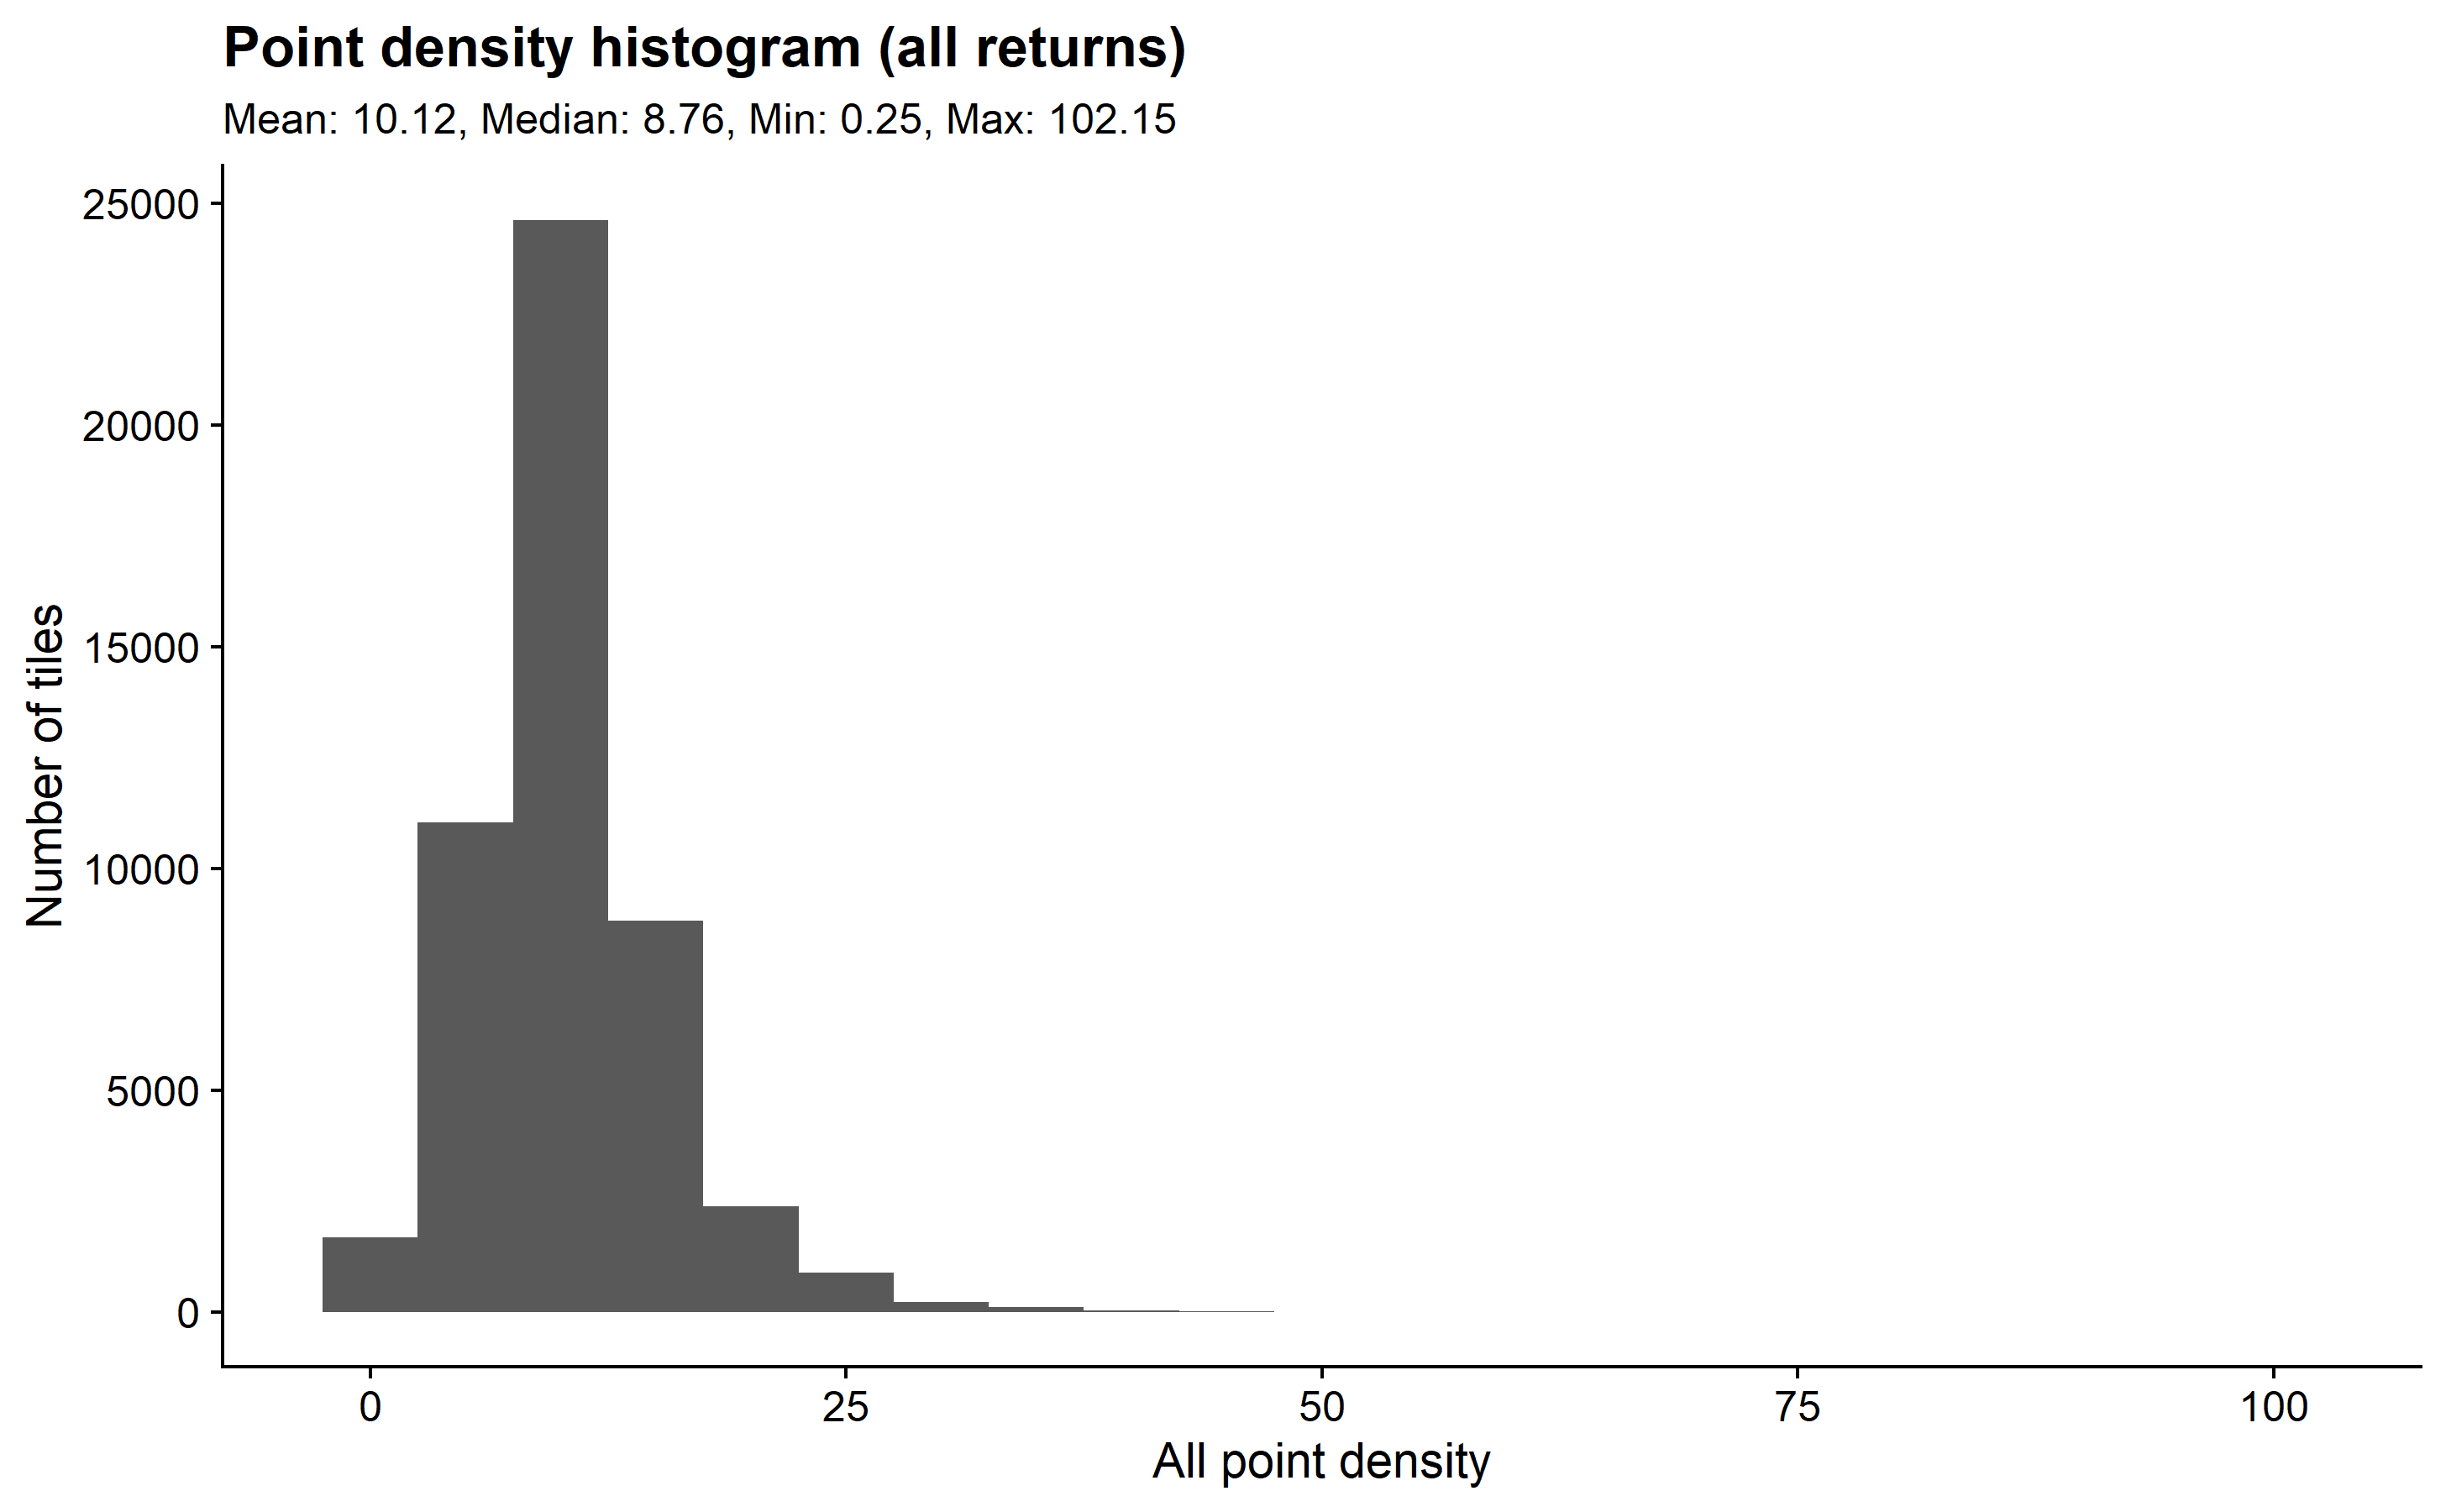 Point density histogram (all returns)
Mean: 10.12, Median: 8.76, Min: 0.25, Max: 102.15
Number of tiles
25000
20000
15000
10000
5000
0
0 25 50 75 100
All point density